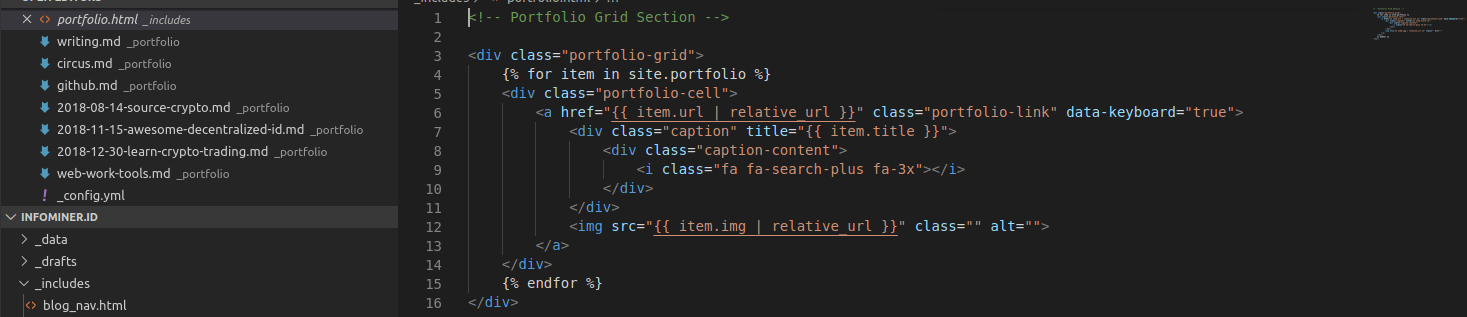 portfolio.html _includes
writing.md _portfolio
circus.md _portfolio
github.md _portfolio
2018-08-14-source-crypto.md _portfolio
2018-11-15-awesome-decentralized-id.md _portfolio
2018-12-30-learn-crypto-trading.md _portfolio
web-work-tools.md _portfolio
! _config.yml
INFOMINER.ID
_data
_drafts
_includes
<> blog_nav.html
1 <!-- Portfolio Grid Section -->
2
3 <div class="portfolio-grid">
4 {% for item in site.portfolio %}
5 <div class="portfolio-cell">
6 <a href="{{ item.url | relative_url }}" class="portfolio-link" data-keyboard="true">
7 <div class="caption" title="{{ item.title }}">
8 <div class="caption-content">
9 <i class="fa fa-search-plus fa-3x"></i>
10 </div>
11 </div>
12 <img src="{{ item.img | relative_url }}" class="" alt="">
13 </a>
14 </div>
15 {% endfor %}
16 </div>